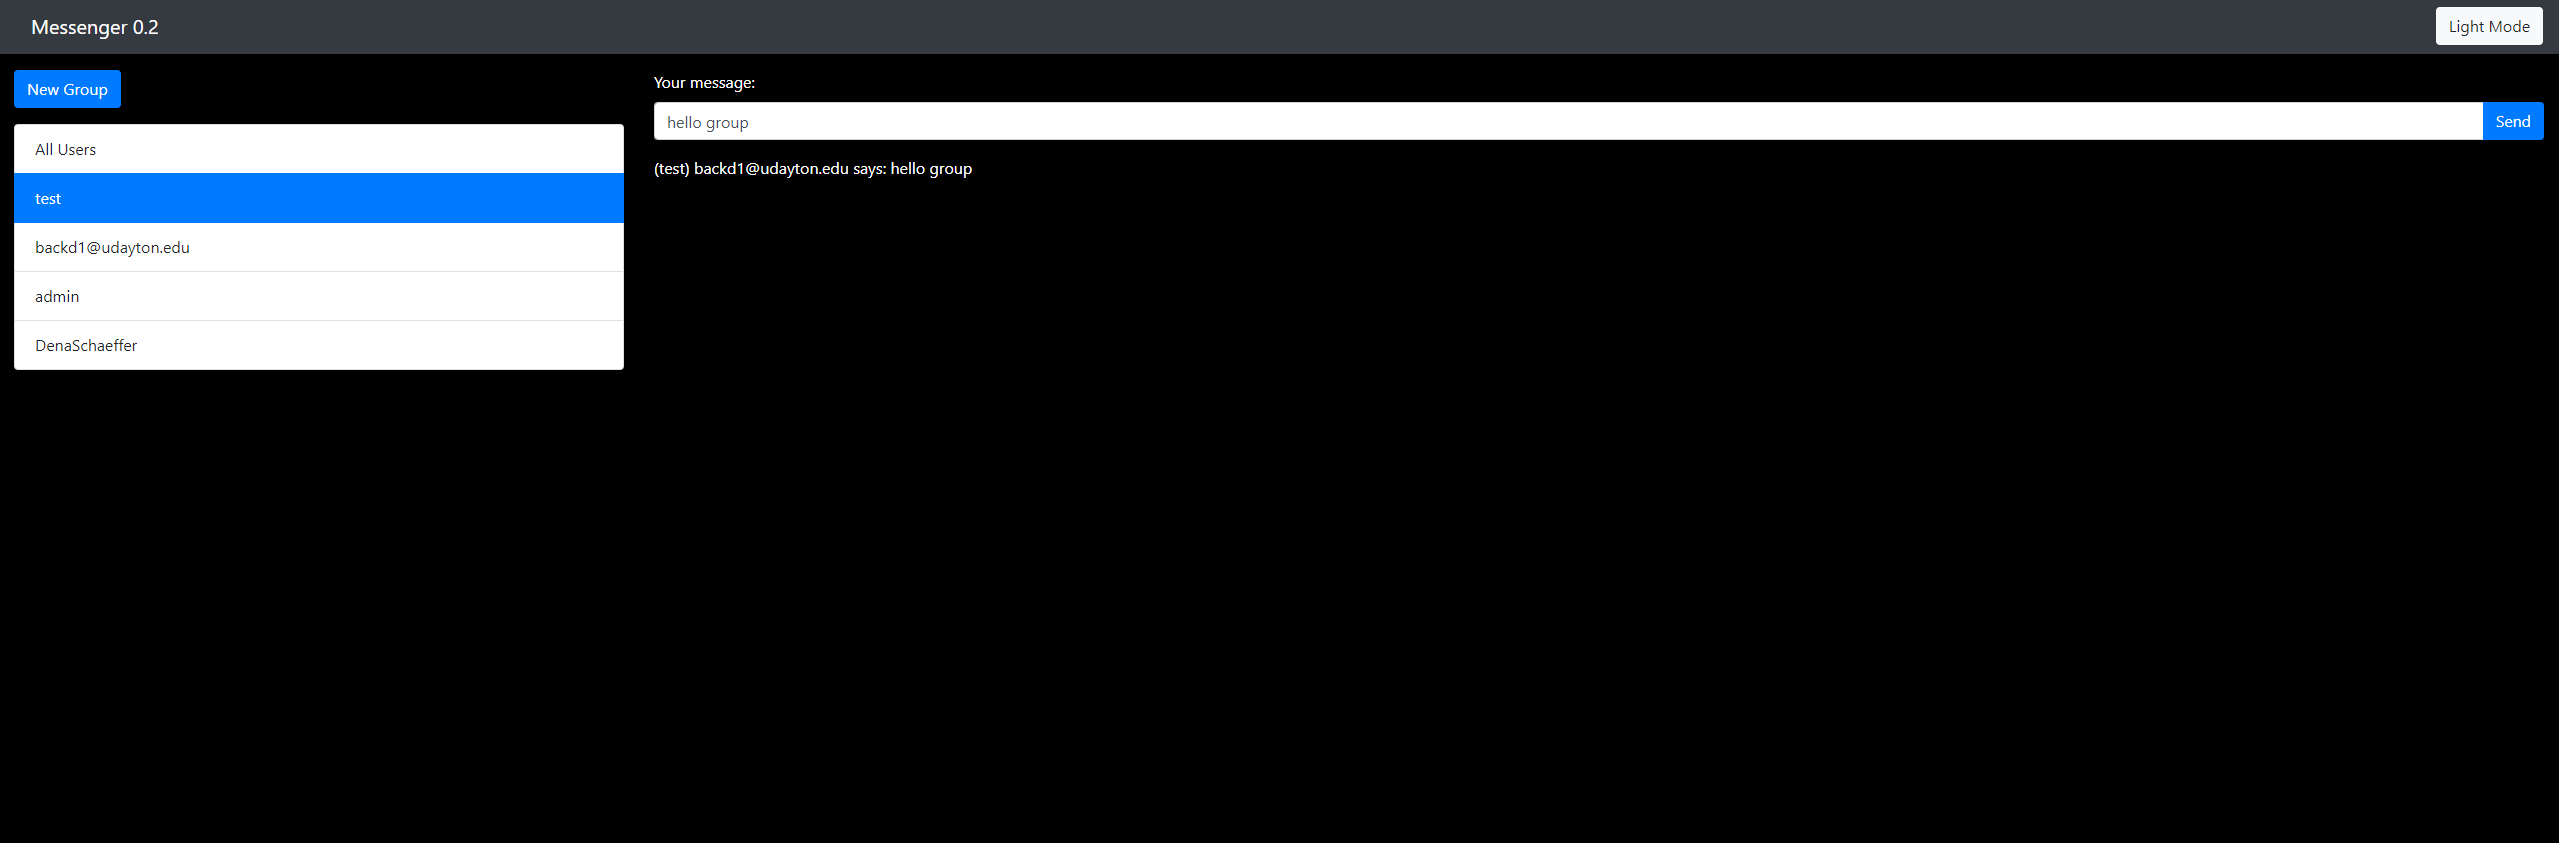 Messenger 0.2
Light Mode
New Group
All Users
test
backd1@udayton.edu
admin
DenaSchaeffer
Your message:
hello group
Send
(test) backd1@udayton.edu says: hello group